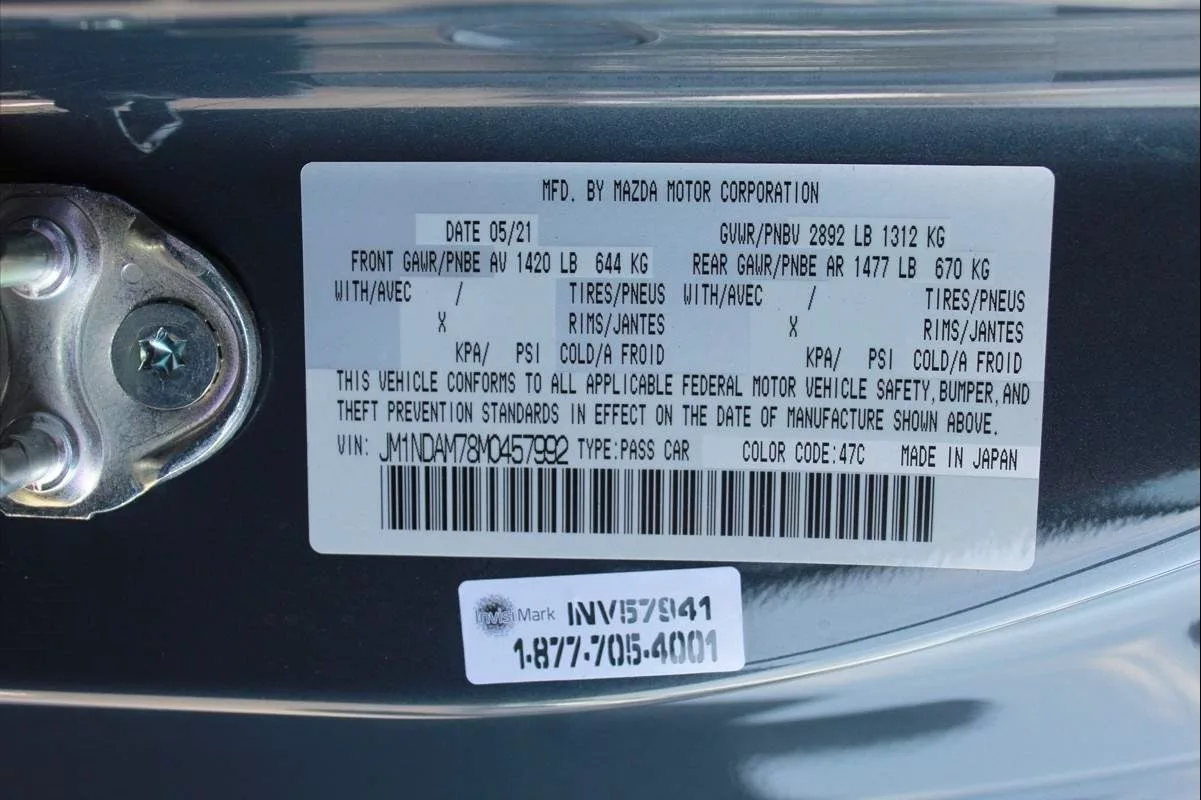 MFD. BY MAZDA MOTOR CORPORATION
DATE 05/21 GVWR/PNBV 2892 LB 1312 KG
FRONT GAWR/PNBE AV 1420 LB 644 KG REAR GAWR/PNBE AR 1477 LB 670 KG
WITH/AVEC / TIRES/PNEUS WITH/AVEC / TIRES/PNEUS
X RIMS/JANTES X RIMS/JANTES
KPA/ PSI COLD/A FROID KPA/ PSI COLD/A FROID
THIS VEHICLE CONFORMS TO ALL APPLICABLE FEDERAL MOTOR VEHICLE SAFETY, BUMPER, AND
THEFT PREVENTION STANDARDS IN EFFECT ON THE DATE OF MANUFACTURE SHOWN ABOVE.
VIN: JM1NDAM78M0457992 TYPE:PASS CAR COLOR CODE:47C MADE IN JAPAN
InvisiMark INV57941
1-877-705-4001